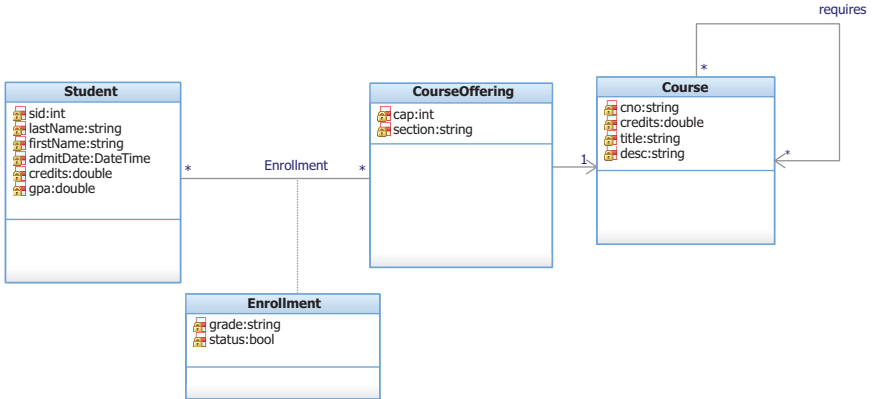 requires
*
*
Student
sid:int
lastName:string
firstName:string
admitDate:DateTime
credits:double
gpa:double
*
Enrollment
*
CourseOffering
cap:int
section:string
1
Course
cno:string
credits:double
title:string
desc:string
Enrollment
grade:string
status:bool